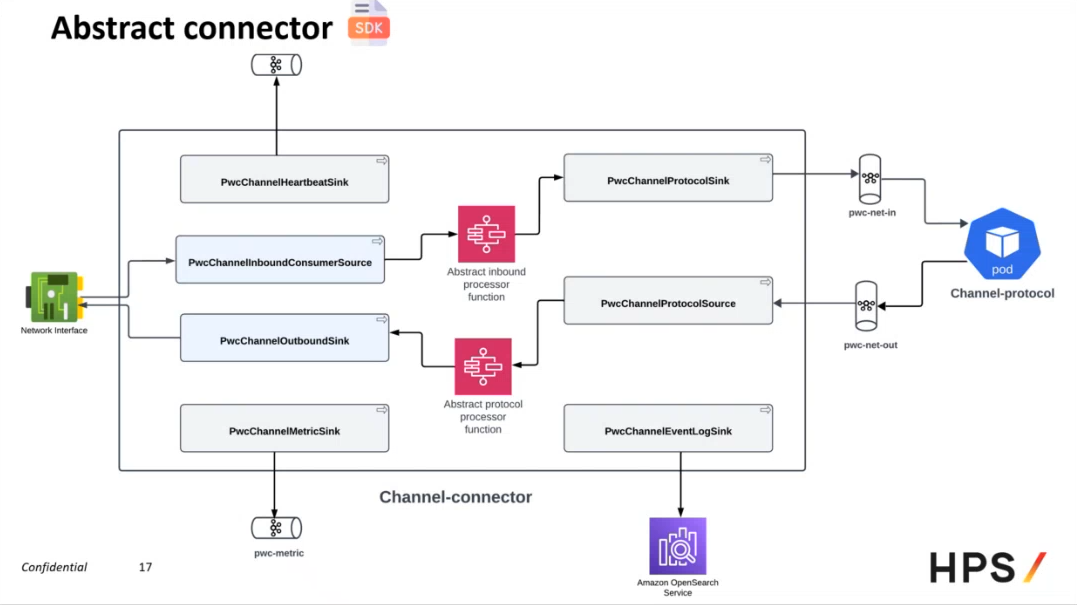 Abstract connector
SDK
PwcChannelHeartbeatSink
PwcChannelProtocolSink
pwc-net-in
PwcChannelInboundConsumerSource
Abstract inbound
processor
function
pod
Channel-protocol
Network Interface
PwcChannelProtocolSource
PwcChannelOutboundSink
pwc-net-out
Abstract protocol
processor
function
PwcChannelMetricSink
PwcChannelEventLogSink
Channel-connector
pwc-metric
Amazon OpenSearch
Service
Confidential
17
HPS